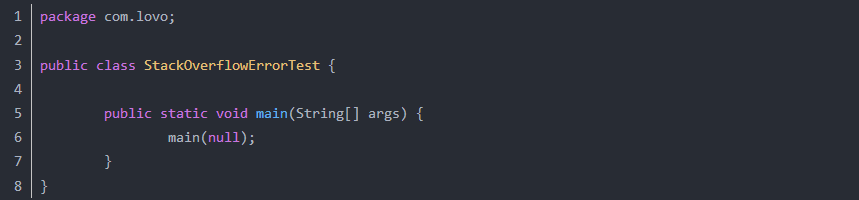 1 package com.lovo;
2
3 public class StackOverflowErrorTest {
4
5         public static void main(String[] args) {
6                 main(null);
7         }
8 }